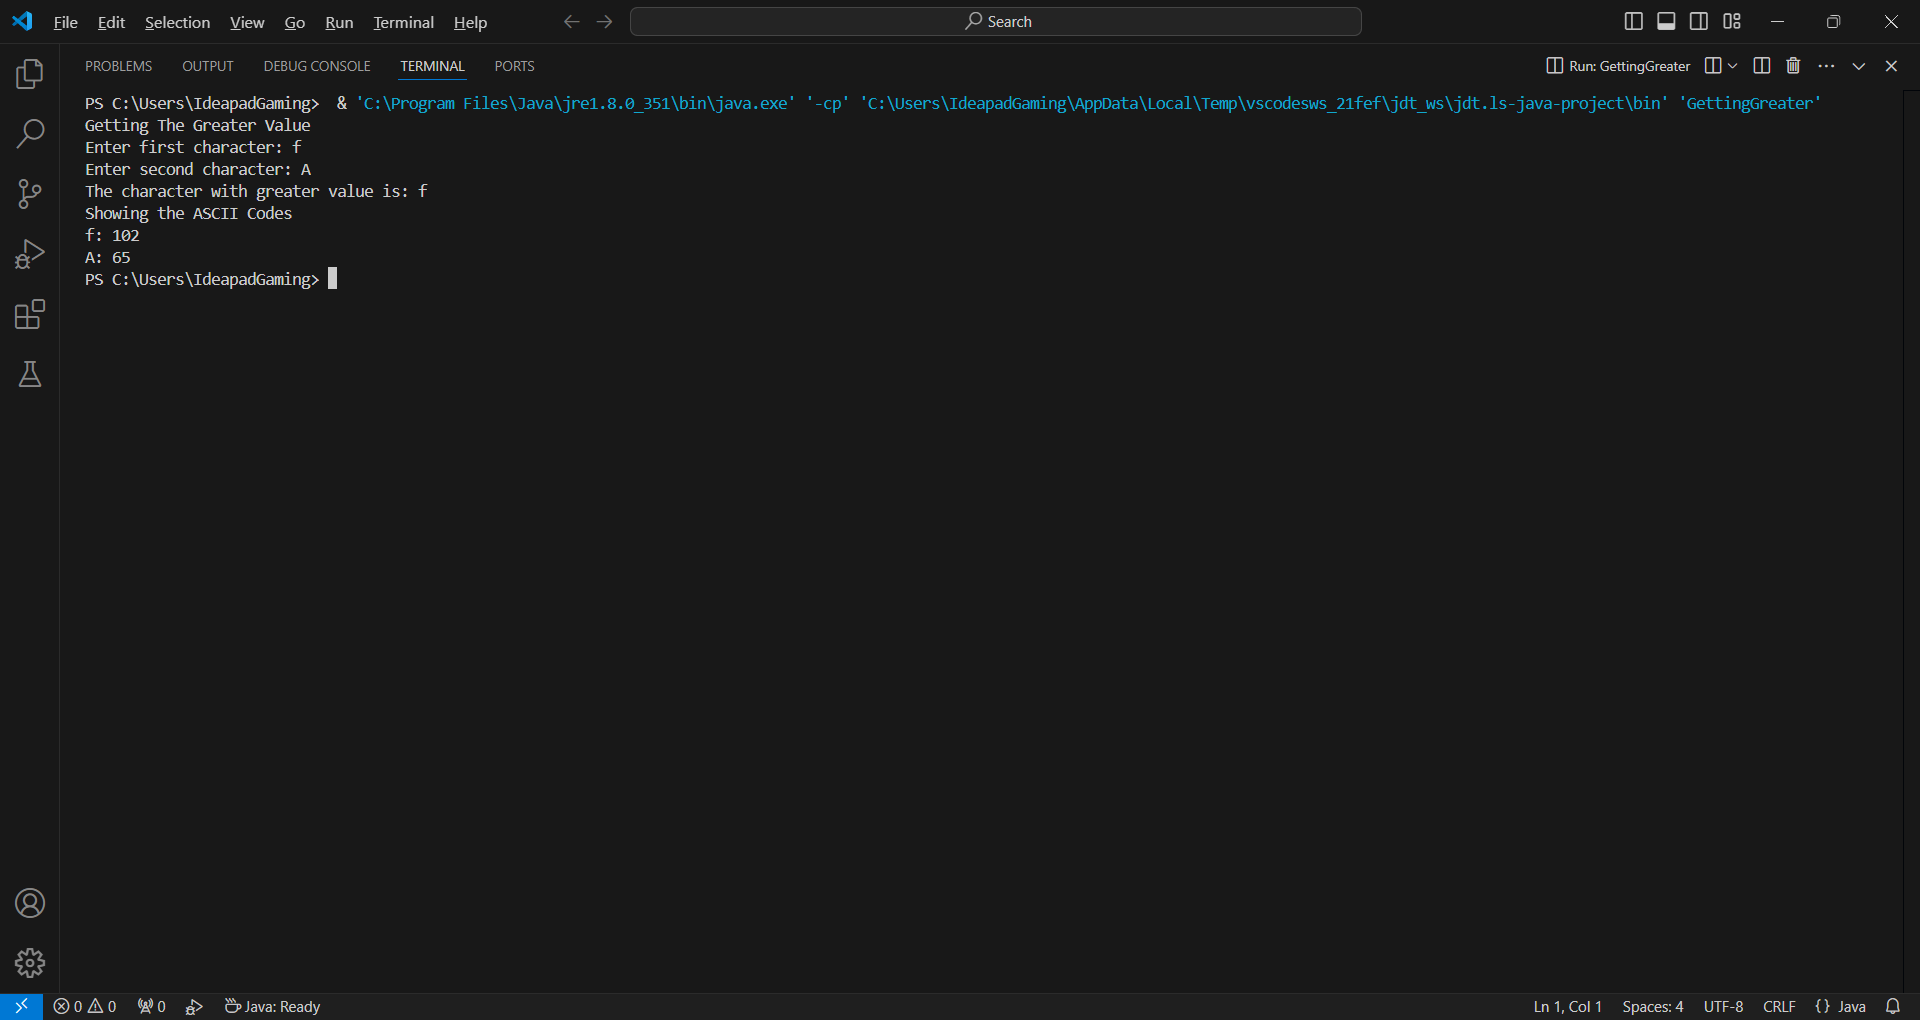 File Edit Selection View Go Run Terminal Help Search
PROBLEMS OUTPUT DEBUG CONSOLE TERMINAL PORTS Run: GettingGreater
PS C:\Users\IdeapadGaming> & 'C:\Program Files\Java\jre1.8.0_351\bin\java.exe' '-cp' 'C:\Users\IdeapadGaming\AppData\Local\Temp\vscodesws_21fef\jdt_ws\jdt.ls-java-project\bin' 'GettingGreater'
Getting The Greater Value
Enter first character: f
Enter second character: A
The character with greater value is: f
Showing the ASCII Codes
f: 102
A: 65
PS C:\Users\IdeapadGaming>
0 0 0 Java: Ready Ln 1, Col 1 Spaces: 4 UTF-8 CRLF {} Java